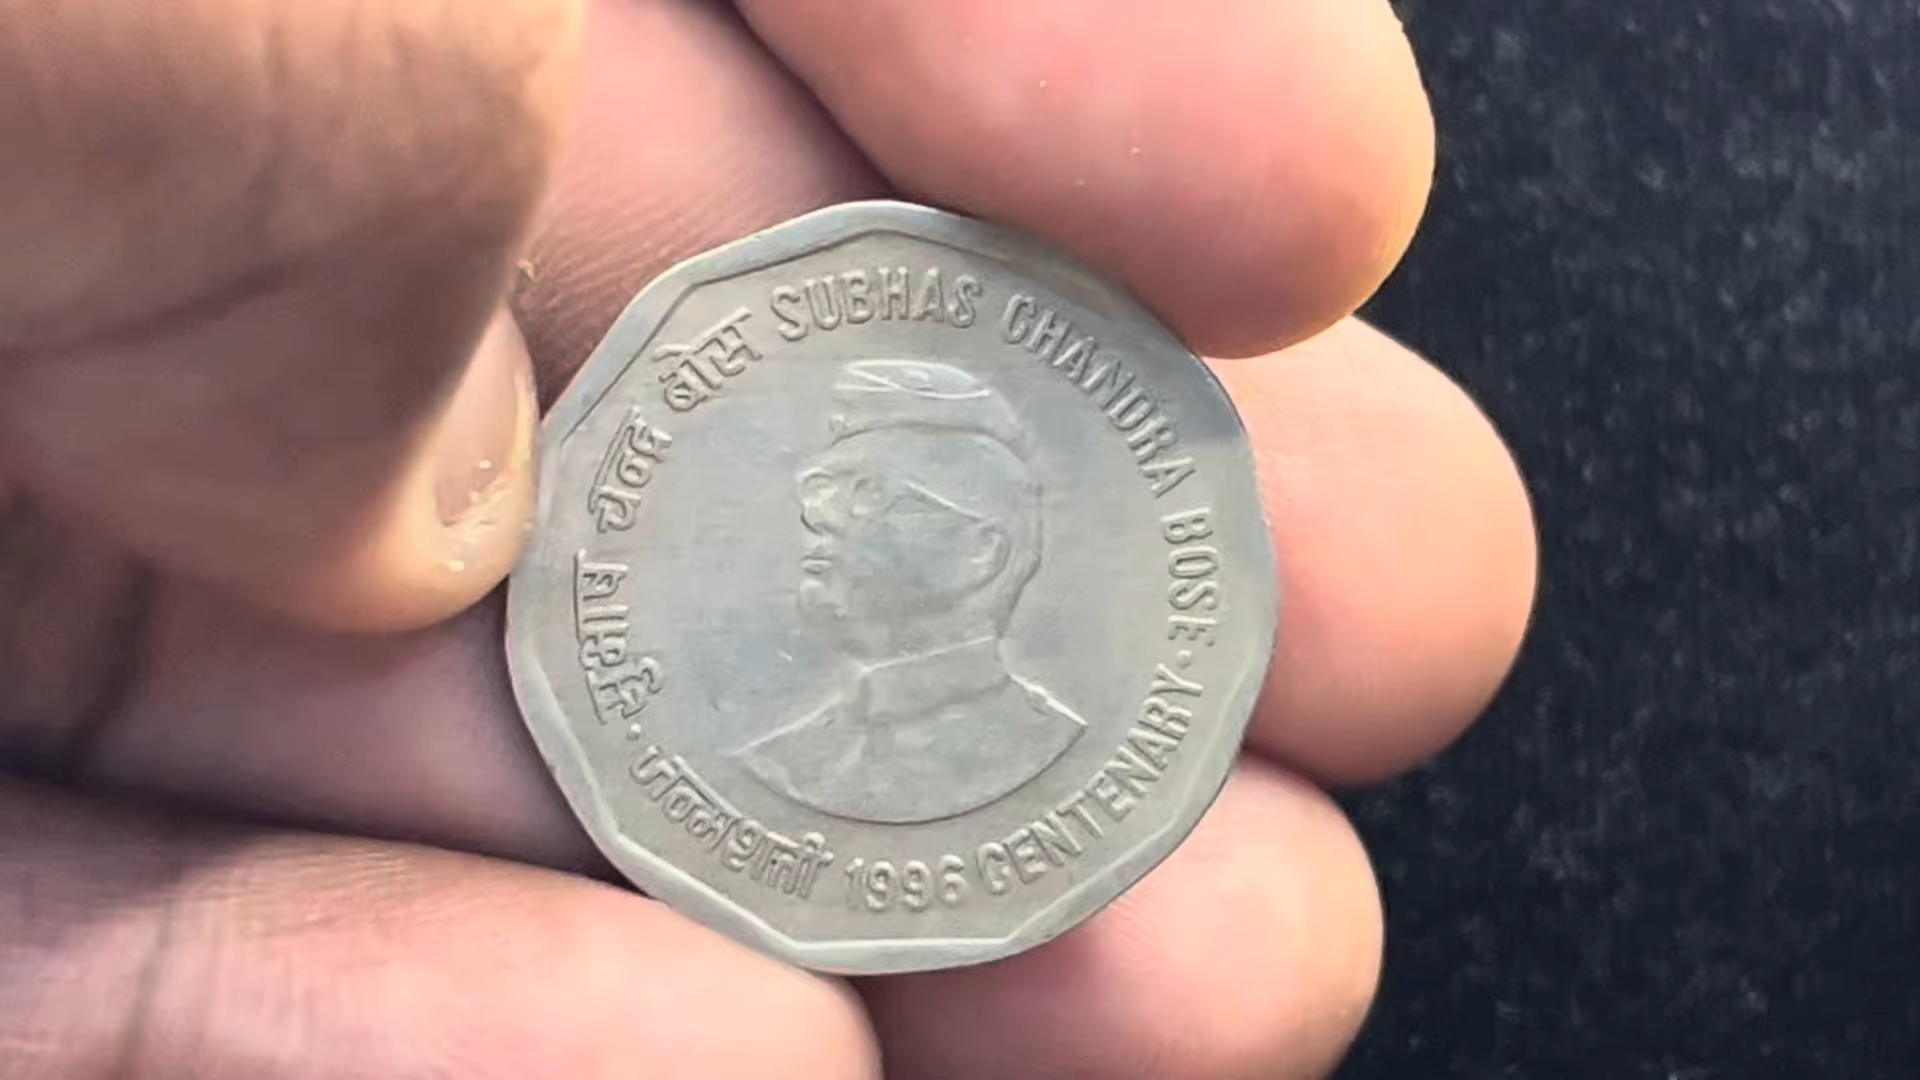 सुभाष चन्द्र बोस SUBHAS CHANDRA BOSE
जन्मशती 1996 CENTENARY